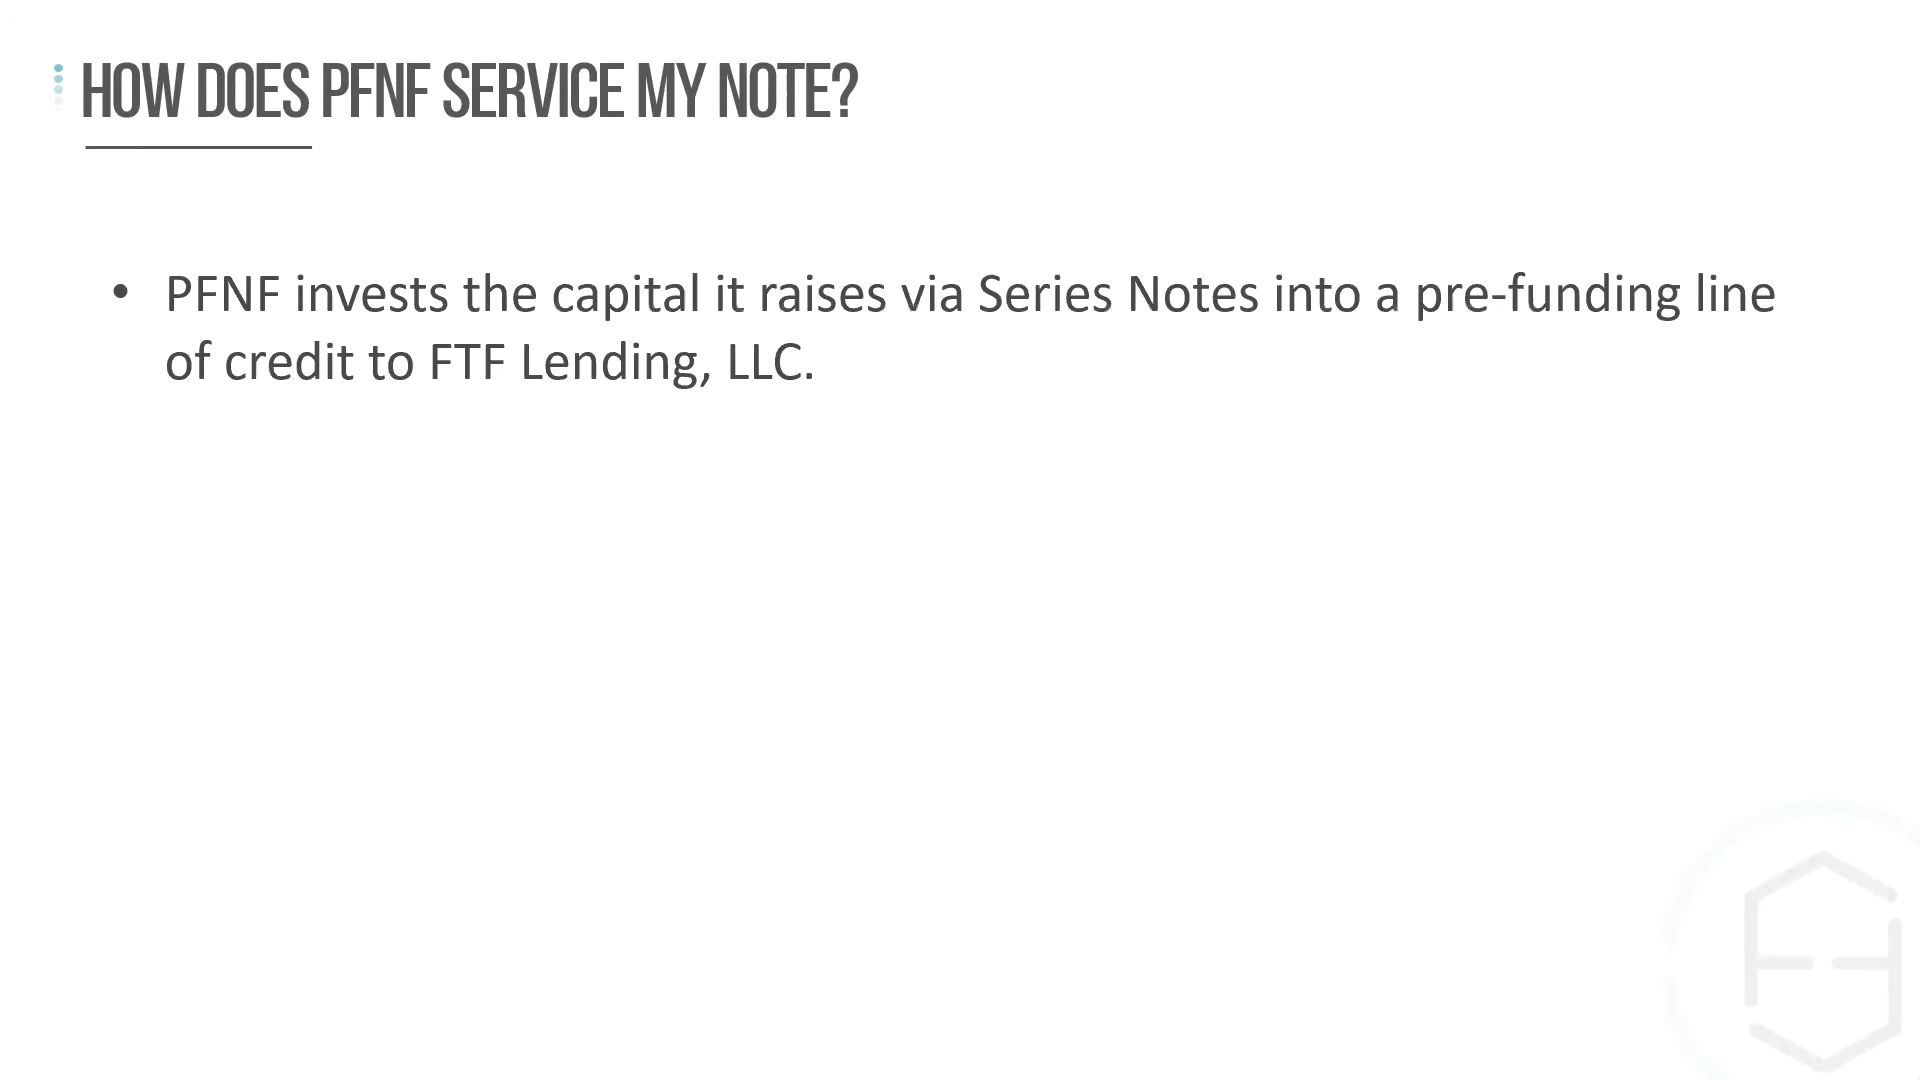 HOW DOES PFNF SERVICE MY NOTE?
• PFNF invests the capital it raises via Series Notes into a pre-funding line
of credit to FTF Lending, LLC.